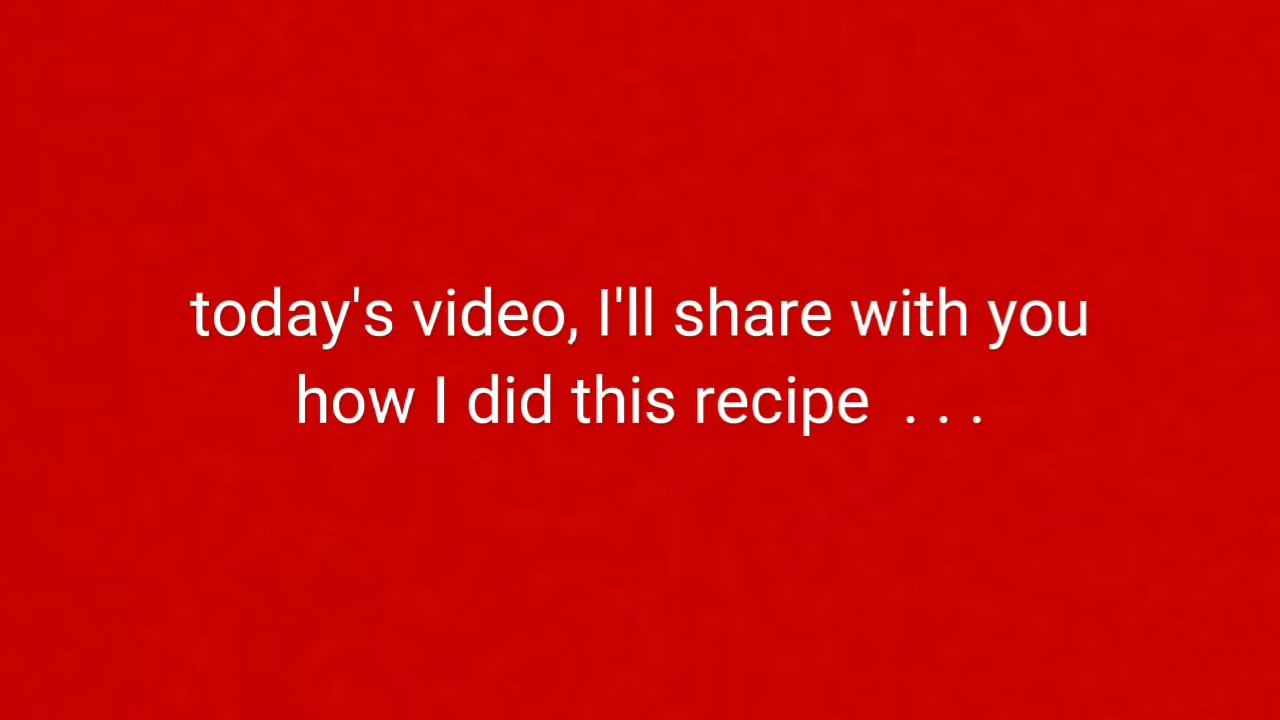 today's video, I'll share with you
how I did this recipe  . . .